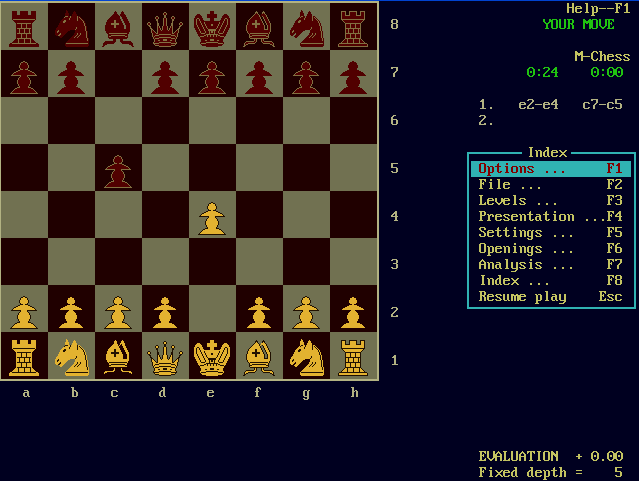 Help--F1
8
YOUR MOVE
M-Chess
7
0:24 0:00
1. e2-e4 c7-c5
6
2.
Index
5
Options ... F1
File ... F2
Levels ... F3
4
Presentation ...F4
Settings ... F5
Openings ... F6
3
Analysis ... F7
Index ... F8
Resume play Esc
2
1
a b c d e f g h
EVALUATION + 0.00
Fixed depth = 5